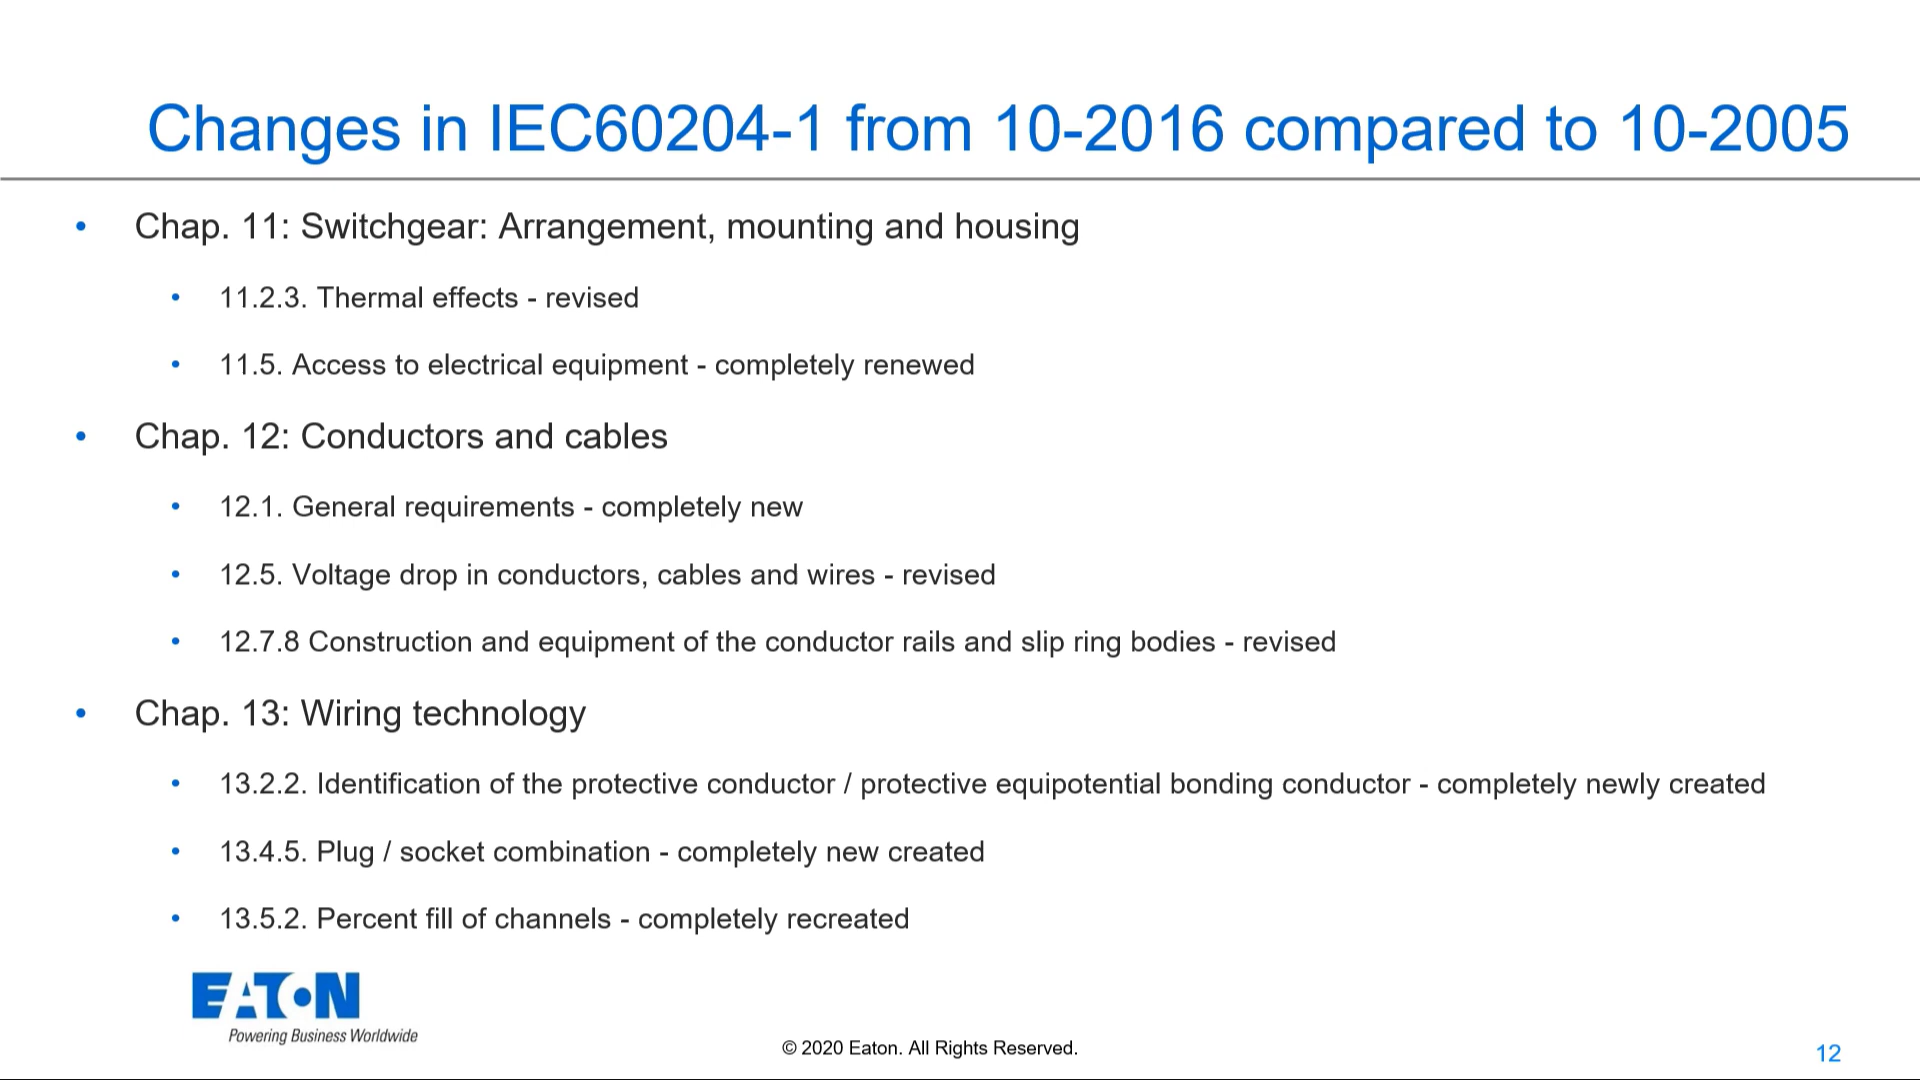 Changes in IEC60204-1 from 10-2016 compared to 10-2005
• Chap. 11: Switchgear: Arrangement, mounting and housing
• 11.2.3. Thermal effects - revised
• 11.5. Access to electrical equipment - completely renewed
• Chap. 12: Conductors and cables
• 12.1. General requirements - completely new
• 12.5. Voltage drop in conductors, cables and wires - revised
• 12.7.8 Construction and equipment of the conductor rails and slip ring bodies - revised
• Chap. 13: Wiring technology
• 13.2.2. Identification of the protective conductor / protective equipotential bonding conductor - completely newly created
• 13.4.5. Plug / socket combination - completely new created
• 13.5.2. Percent fill of channels - completely recreated
EATON
Powering Business Worldwide
© 2020 Eaton. All Rights Reserved.
12